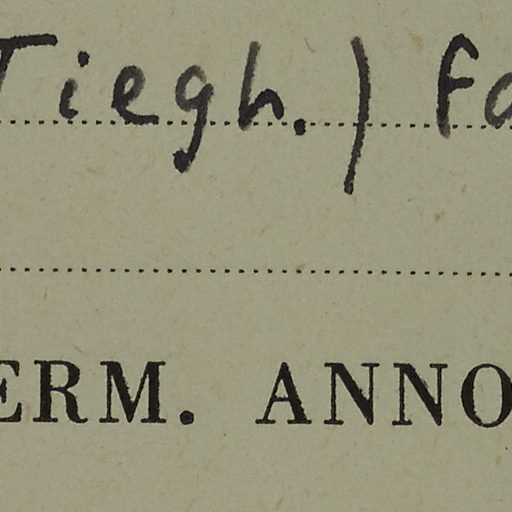 Tiegh.) fa
ERM. ANNO